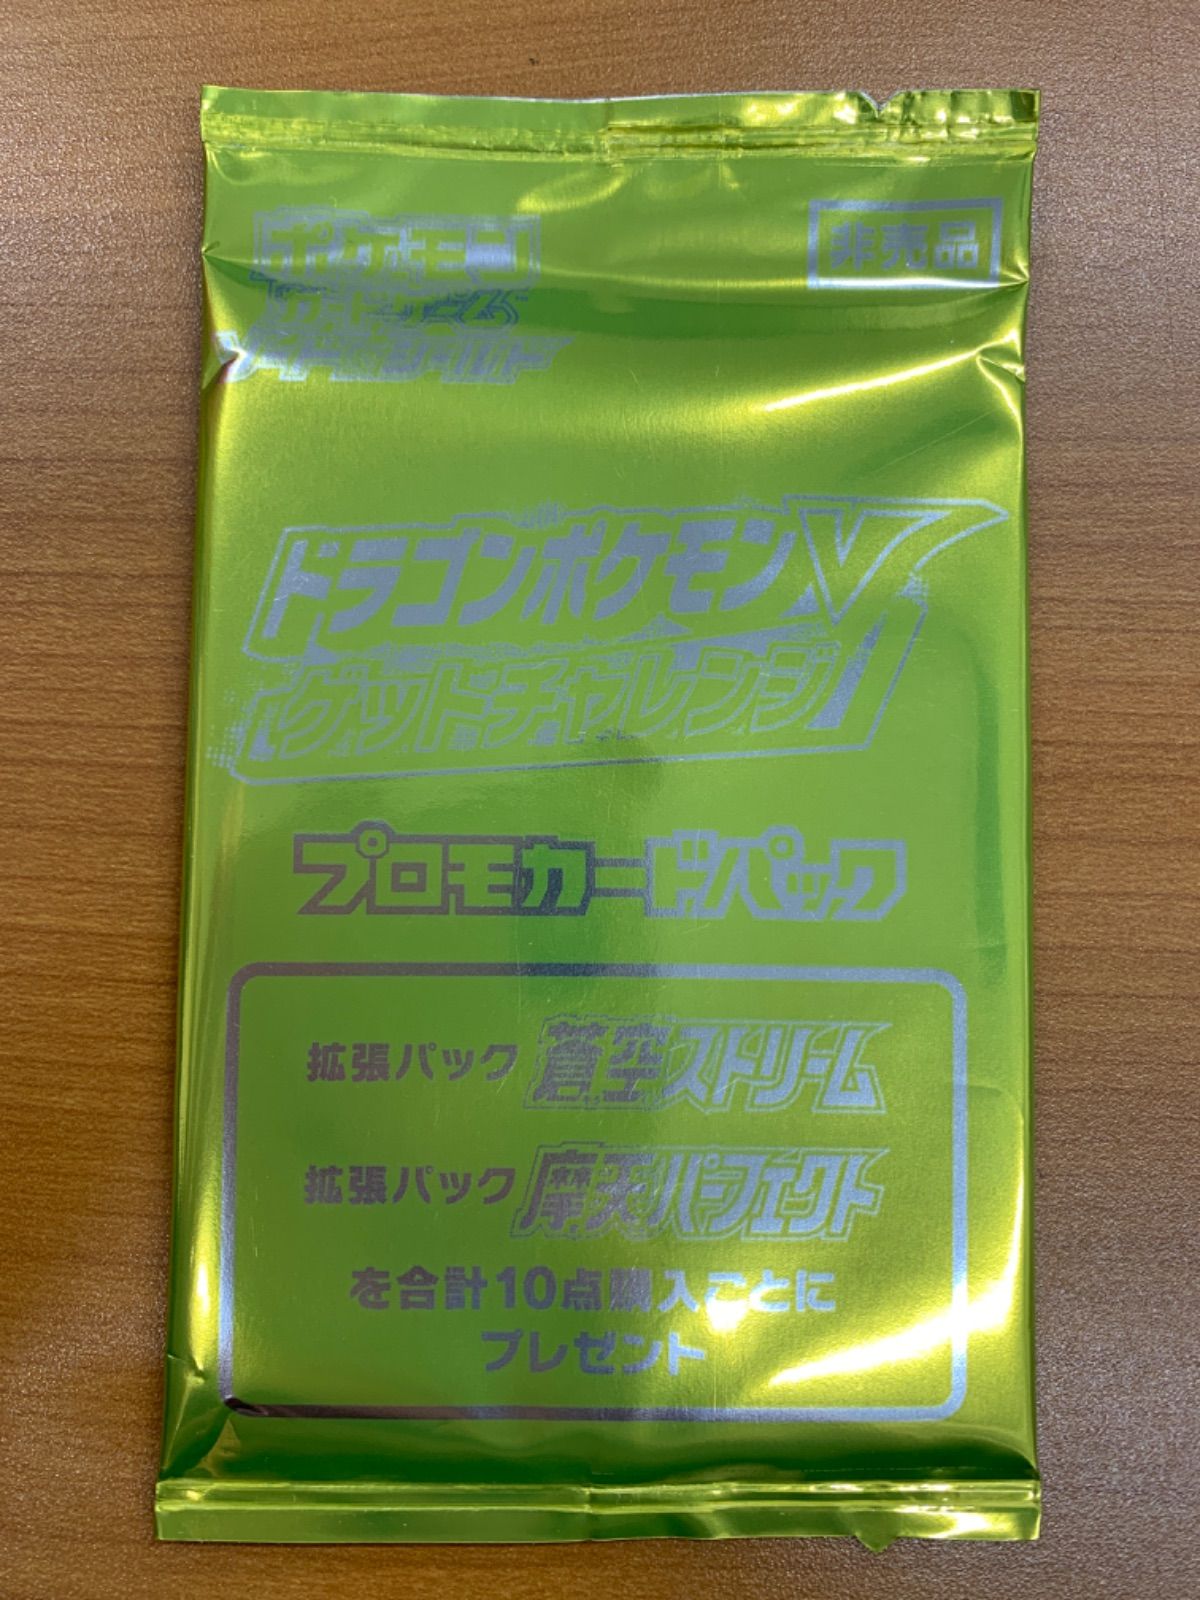 非売品
ポケモン
カードゲーム
ソード&シールド
ドラゴンポケモンV
ゲットチャレンジ
プロモカードパック
拡張パック 蒼空ストリーム
拡張パック 摩天パーフェクト
を合計10点購入ごとに
プレゼント